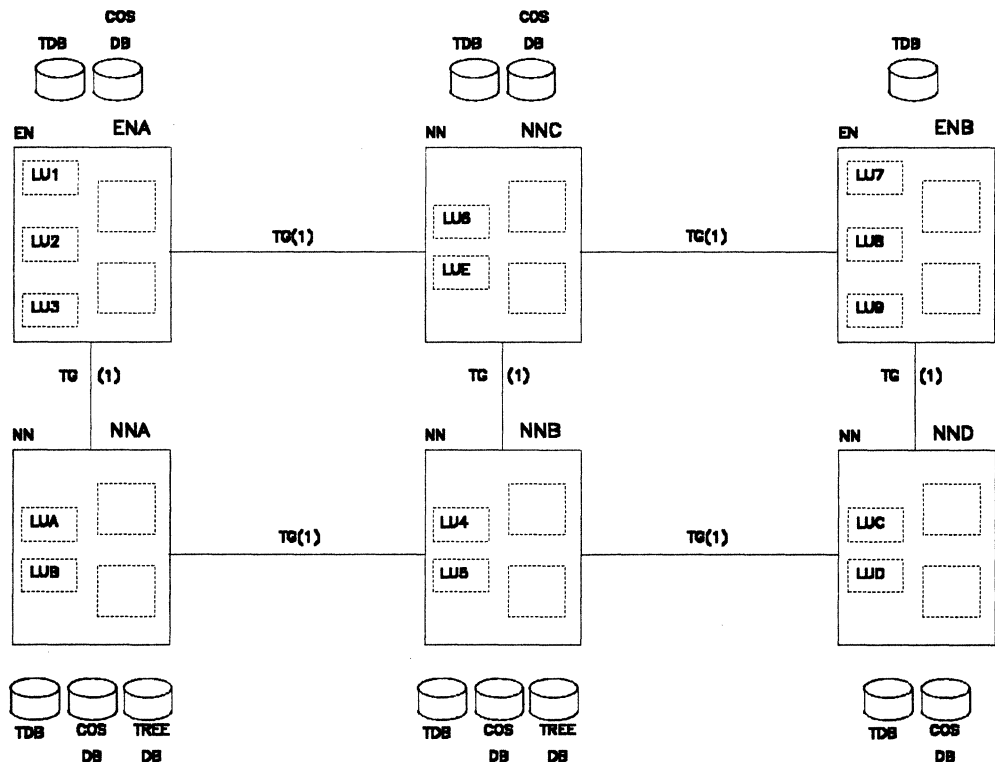 COS COS
TDB DB TDB DB TDB
EN ENA NN NNC EN ENB
LU1 LU7
LU6
LU2 TG(1) TG(1) LU8
LUE
LU3 LU9
TG (1) TG (1) TG (1)
NN NNA NN NNB NN NND
LUA LU4 LUC
TG(1) TG(1)
LUB LU5 LUD
TDB COS TREE TDB COS TREE TDB COS
DB DB DB DB DB